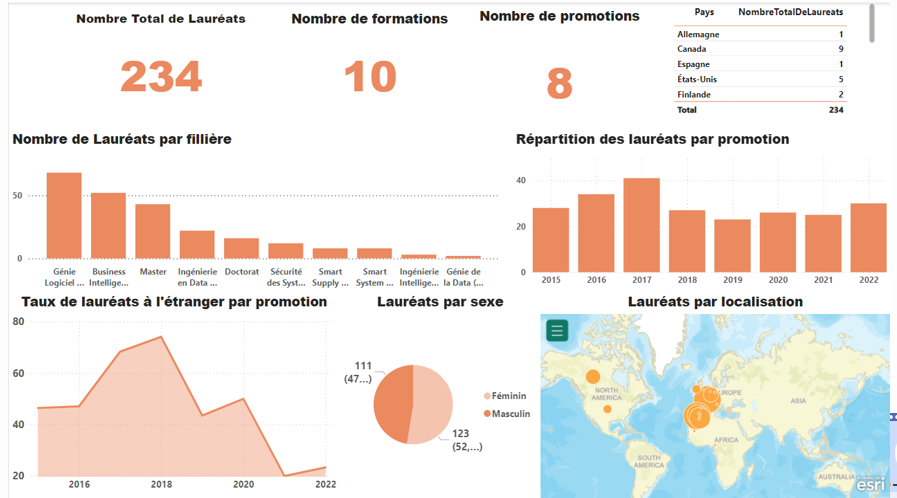 Nombre Total de Lauréats
234
Nombre de formations
10
Nombre de promotions
8
Pays NombreTotalDeLaureats
Allemagne 1
Canada 9
Espagne 1
États-Unis 5
Finlande 2
Total 234
Nombre de Lauréats par fillière
50
0
Génie Logiciel ...
Business Intellige...
Master
Ingénierie en Data ...
Doctorat
Sécurité des Syst...
Smart Supply ...
Smart System ...
Ingénierie Intellige...
Génie de la Data (...
Répartition des lauréats par promotion
40
20
0
2015 2016 2017 2018 2019 2020 2021 2022
Taux de lauréats à l'étranger par promotion
80
60
40
20
2016 2018 2020 2022
Lauréats par sexe
111 (47...)
123 (52,...)
Féminin
Masculin
Lauréats par localisation
NORTH AMERICA
EUROPE
ASIA
AFRICA
SOUTH AMERICA
AUSTRALIA
esri